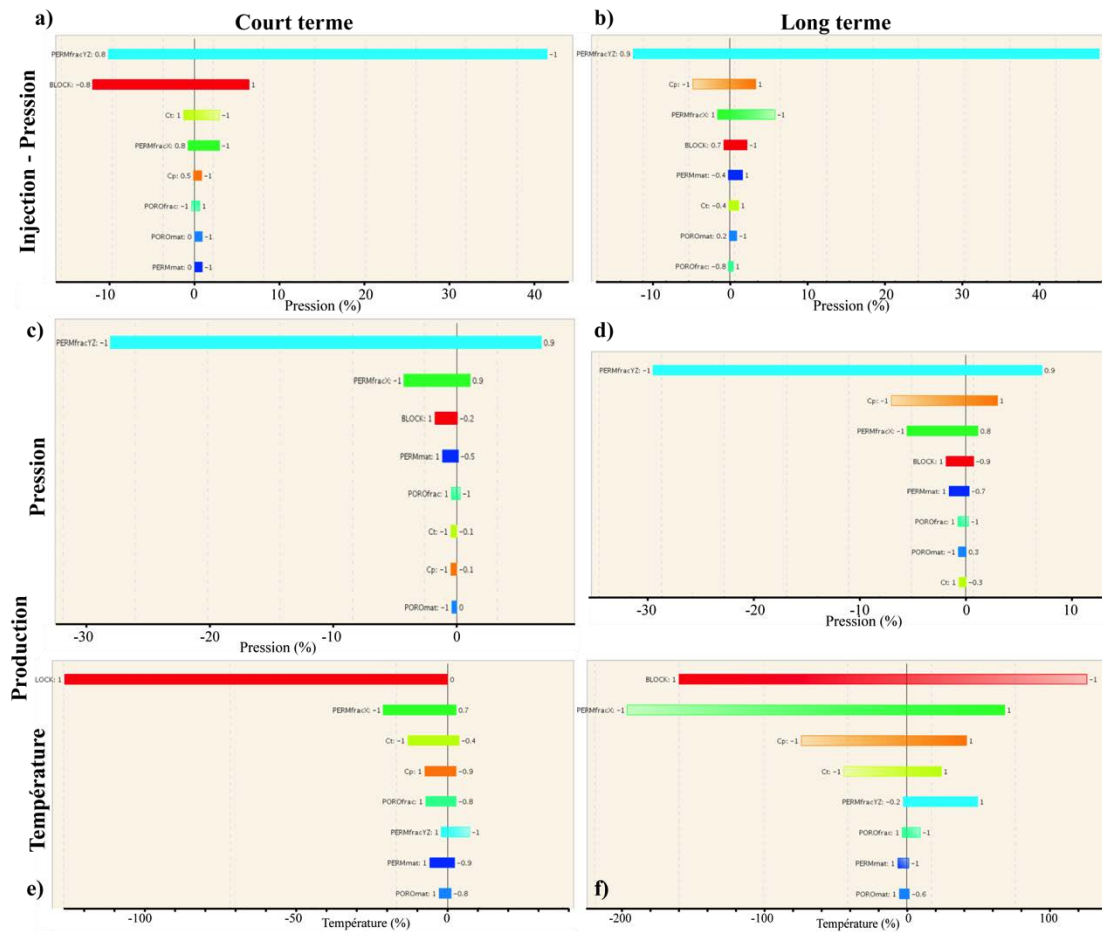 a)
Court terme
b)
Long terme
Injection - Pression
PERMfracYZ: 0.8
-1
BLOCK: -0.8
1
Ct: 1
-1
PERMfracX: 0.8
-1
Cp: 0.5
-1
POROfrac: -1
1
POROmat: 0
-1
PERMmat: 0
-1
-10
0
10
20
30
40
Pression (%)
PERMfracYZ: 0.9
Cp: -1
1
PERMfracX: 1
-1
BLOCK: 0.7
-1
PERMmat: -0.4
1
Ct: -0.4
1
POROmat: 0.2
-1
POROfrac: -0.8
1
-10
0
10
20
30
40
Pression (%)
Production
Pression
c)
PERMfracYZ: -1
0.9
PERMfracX: -1
0.9
BLOCK: 1
-0.2
PERMmat: 1
-0.5
POROfrac: 1
-1
Ct: -1
-0.1
Cp: -1
-0.1
POROmat: -1
0
-30
-20
-10
0
Pression (%)
d)
PERMfracYZ: -1
0.9
Cp: -1
1
PERMfracX: -1
0.8
BLOCK: 1
-0.9
PERMmat: 1
-0.7
POROfrac: 1
-1
POROmat: -1
0.3
Ct: 1
-0.3
-30
-20
-10
0
10
Pression (%)
Température
LOCK: 1
0
PERMfracX: -1
0.7
Ct: -1
-0.4
Cp: 1
-0.9
POROfrac: 1
-0.8
PERMfracYZ: 1
-1
PERMmat: 1
-0.9
POROmat: 1
-0.8
e)
-100
-50
0
Température (%)
BLOCK: 1
-1
PERMfracX: -1
1
Cp: -1
1
Ct: -1
1
PERMfracYZ: -0.2
1
POROfrac: 1
-1
PERMmat: 1
-1
POROmat: 1
-0.6
f)
-200
-100
0
100
Température (%)